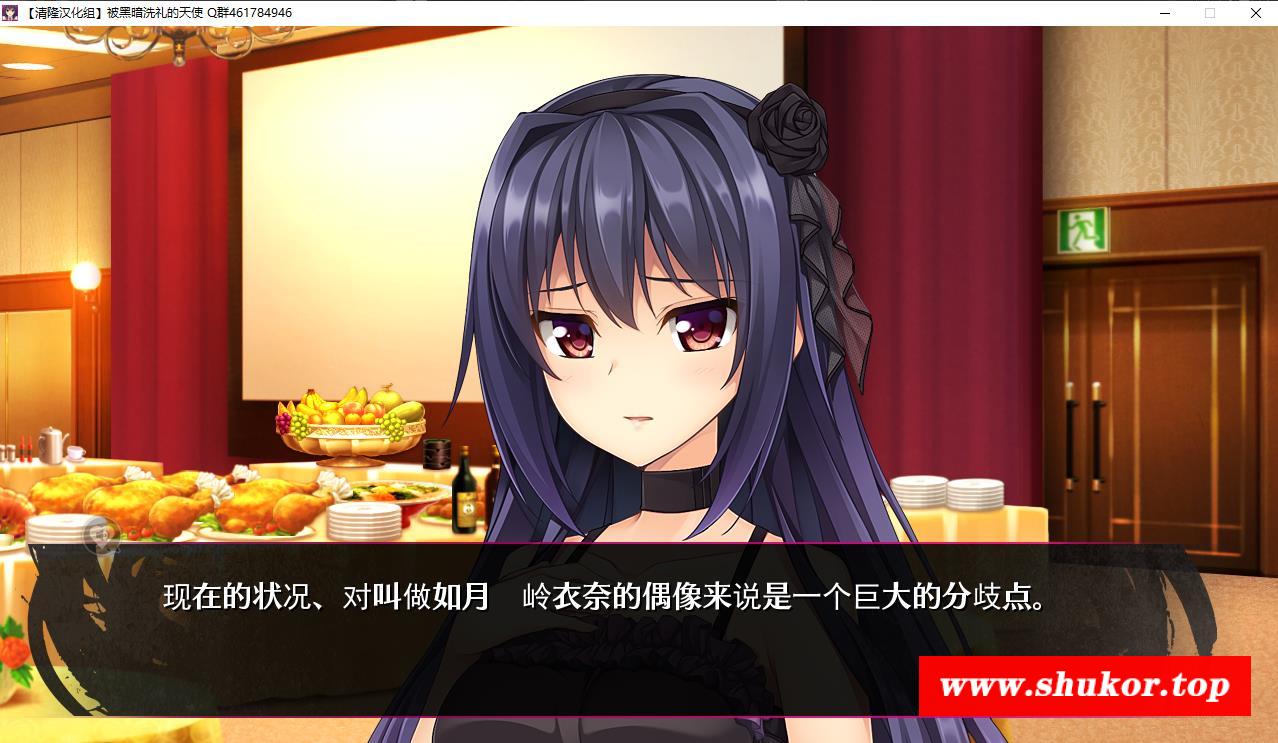 【清隆汉化组】被黑暗洗礼的天使 Q群461784946
现在的状况、对叫做如月　岭衣奈的偶像来说是一个巨大的分歧点。
www.shukor.top